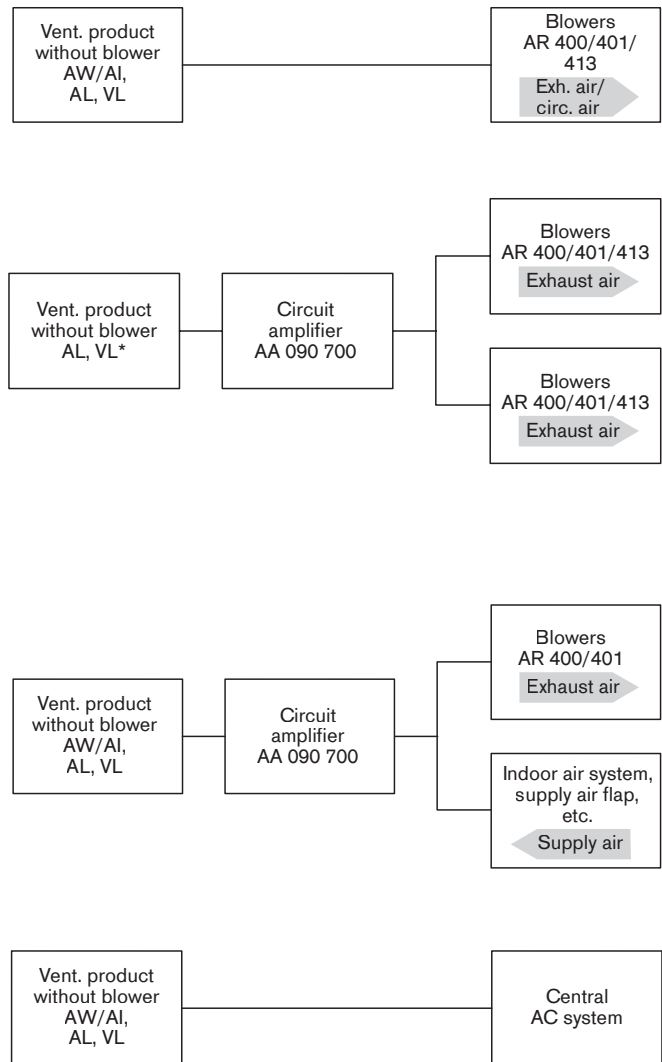 Vent. product
without blower
AW/AI,
AL, VL
Blowers
AR 400/401/
413
Exh. air/
circ. air
Vent. product
without blower
AL, VL*
Circuit
amplifier
AA 090 700
Blowers
AR 400/401/413
Exhaust air
Blowers
AR 400/401/413
Exhaust air
Vent. product
without blower
AW/AI,
AL, VL
Circuit
amplifier
AA 090 700
Blowers
AR 400/401
Exhaust air
Indoor air system,
supply air flap,
etc.
Supply air
Vent. product
without blower
AW/AI,
AL, VL
Central
AC system